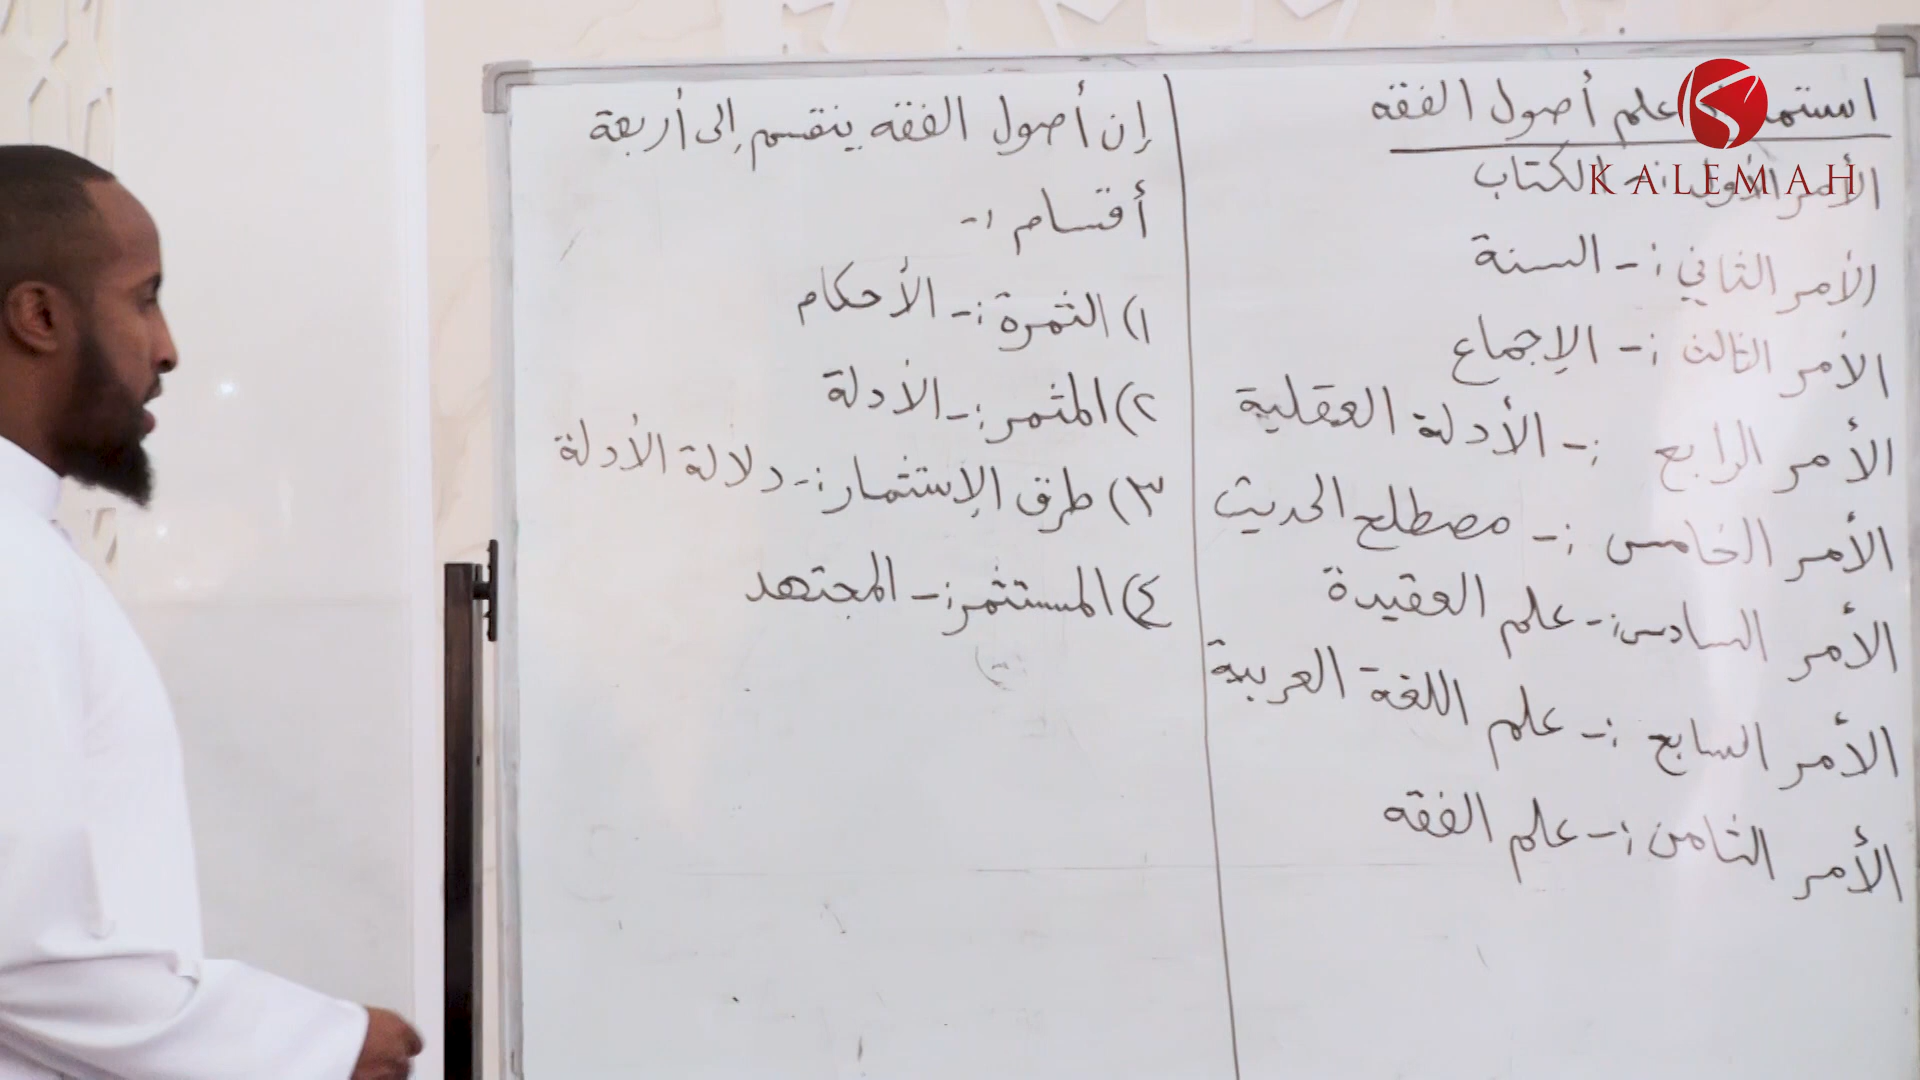 علم أصول الفقه
الأمر الأول :- الكتاب
الأمر الثاني :- السنة
الأمر الثالث :- الإجماع
الأمر الرابع :- الأدلة العقلية
الأمر الخامس :- مصطلح الحديث
الأمر السادس :- علم العقيدة
الأمر السابع :- علم اللغة العربية
الأمر الثامن :- علم الفقه
إن أصول الفقه ينقسم إلى أربعة
أقسام :-
١) الثمرة :- الأحكام
٢) المثمر :- الأدلة
٣) طرق الإستثمار :- دلالة الأدلة
٤) المستثمر :- المجتهد
KALEMAH